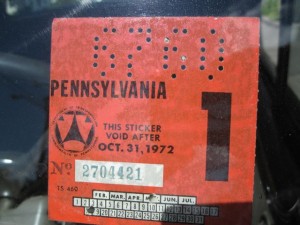 PENNSYLVANIA
1
THIS STICKER
VOID AFTER
OCT. 31, 1972
Nº 2704421
FEB. MAR. APR. JUN. JUL.